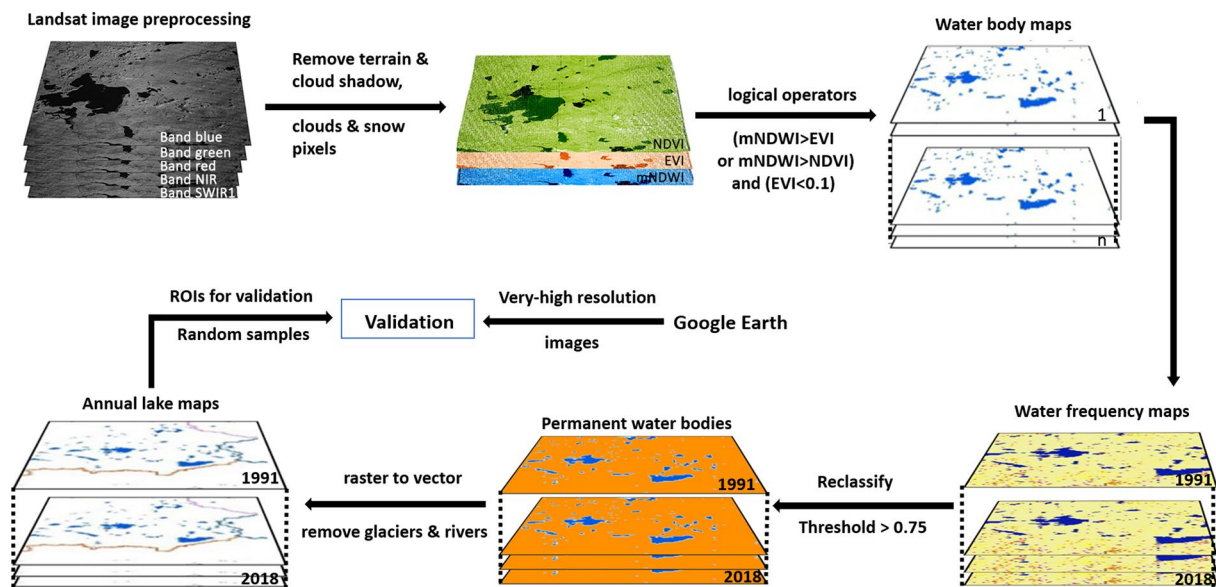 Landsat image preprocessing
Band blue
Band green
Band red
Band NIR
Band SWIR1
Remove terrain &
cloud shadow,
clouds & snow
pixels
NDVI
EVI
mNDWI
logical operators
(mNDWI>EVI
or mNDWI>NDVI)
and (EVI<0.1)
Water body maps
1
n
ROIs for validation
Random samples
Validation
Very-high resolution
images
Google Earth
Annual lake maps
1991
2018
raster to vector
remove glaciers & rivers
Permanent water bodies
1991
2018
Reclassify
Threshold > 0.75
Water frequency maps
1991
2018